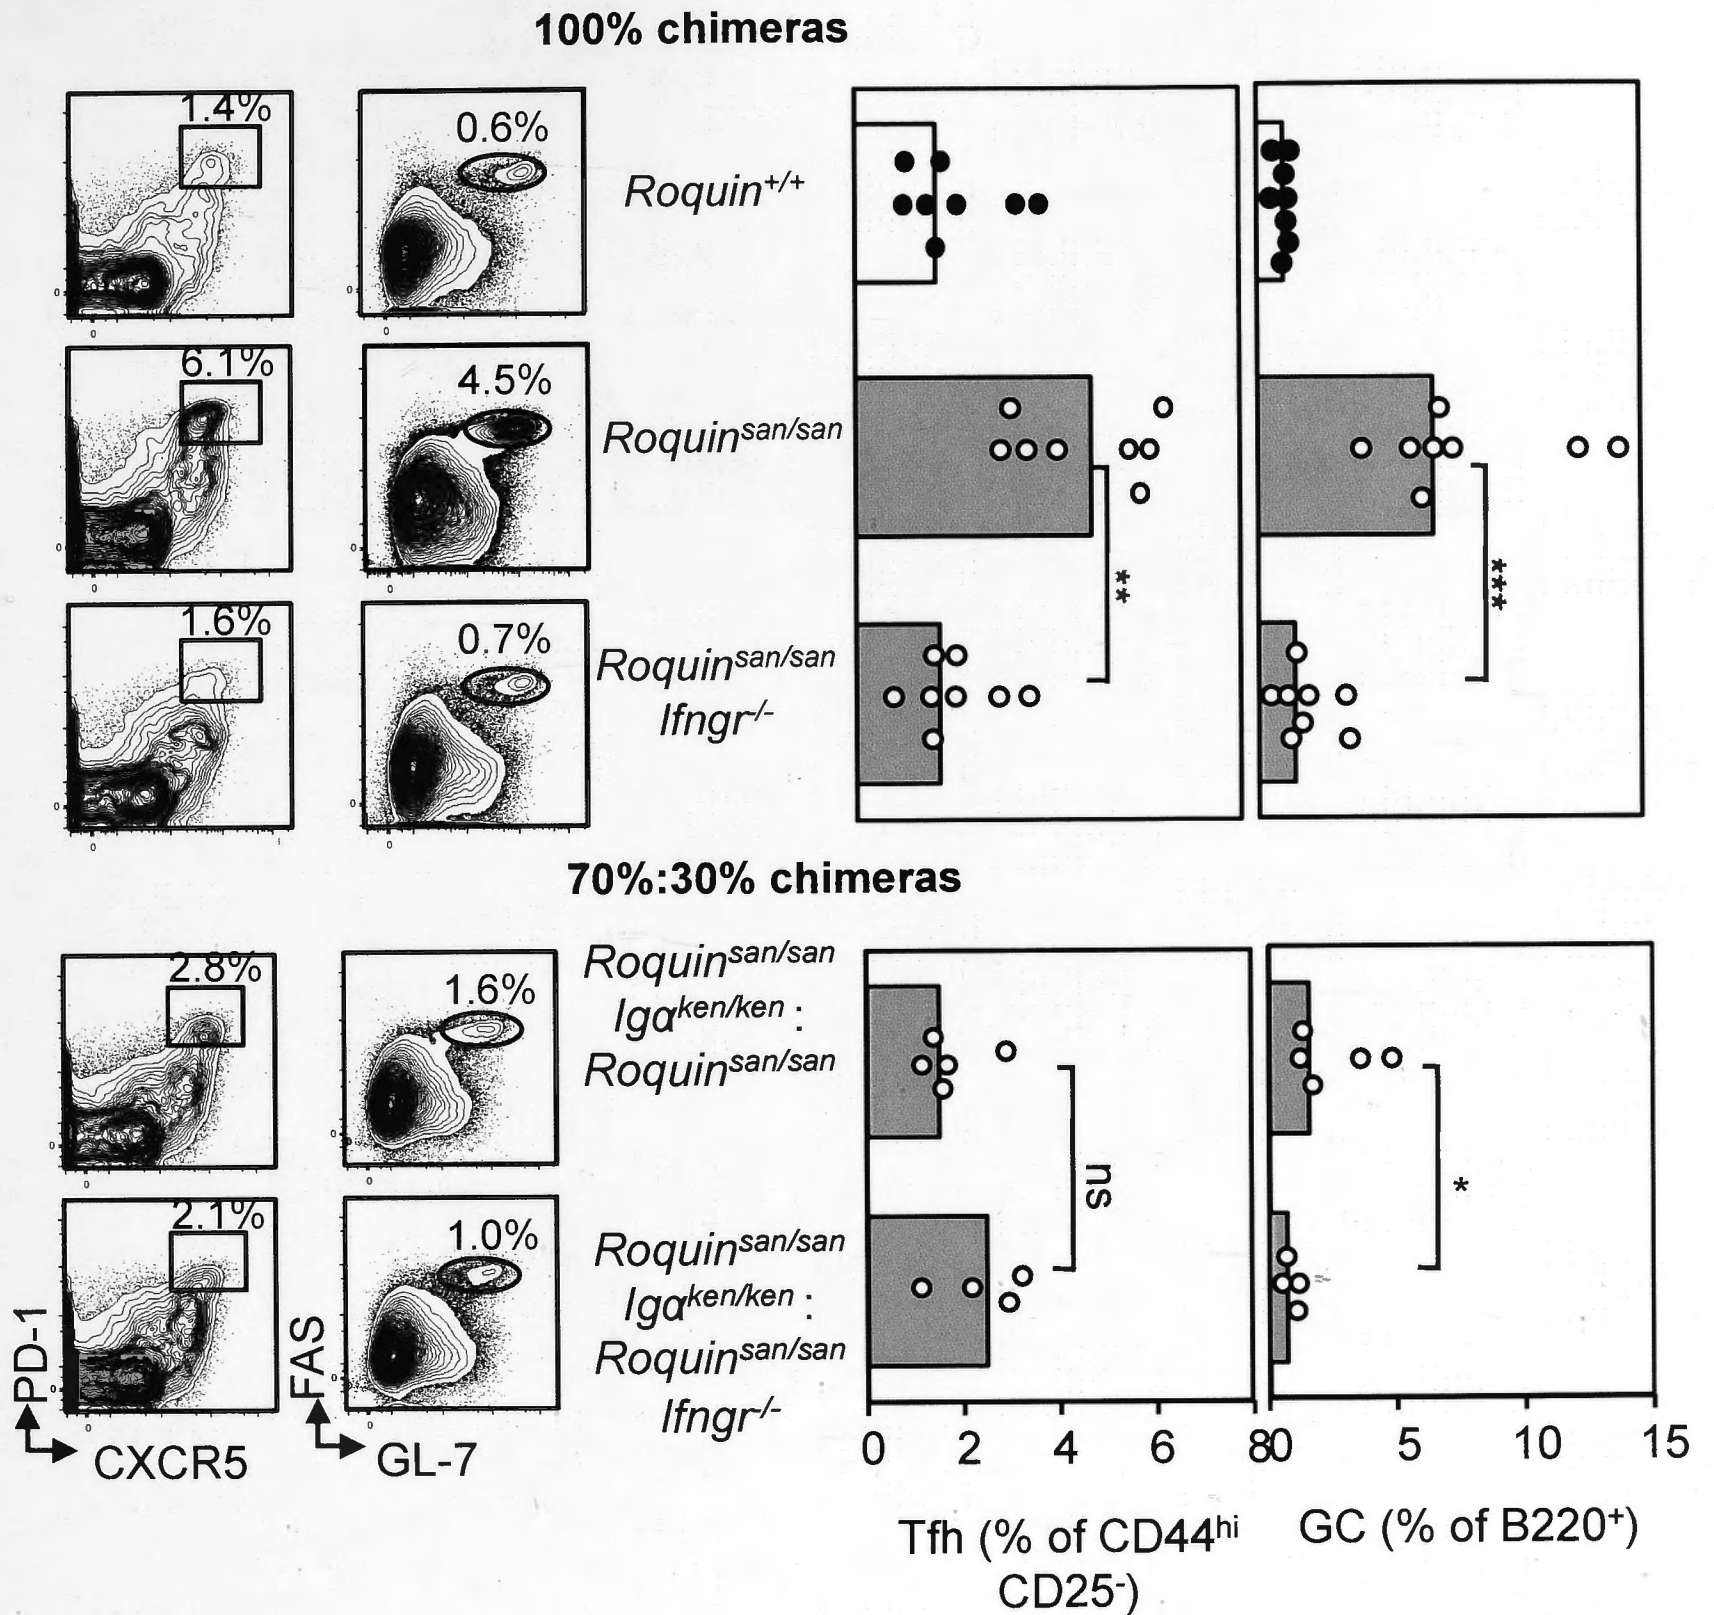 100% chimeras
1.4%
0.6%
Roquin+/+
6.1%
4.5%
Roquinsan/san
**
***
1.6%
0.7%
Roquinsan/san
Ifngr-/-
70%:30% chimeras
2.8%
1.6%
Roquinsan/san
Igαken/ken :
Roquinsan/san
ns
*
2.1%
1.0%
Roquinsan/san
Igαken/ken :
Roquinsan/san
Ifngr-/-
PD-1
CXCR5
FAS
GL-7
0 2 4 6 8
0 5 10 15
Tfh (% of CD44hi
CD25-)
GC (% of B220+)